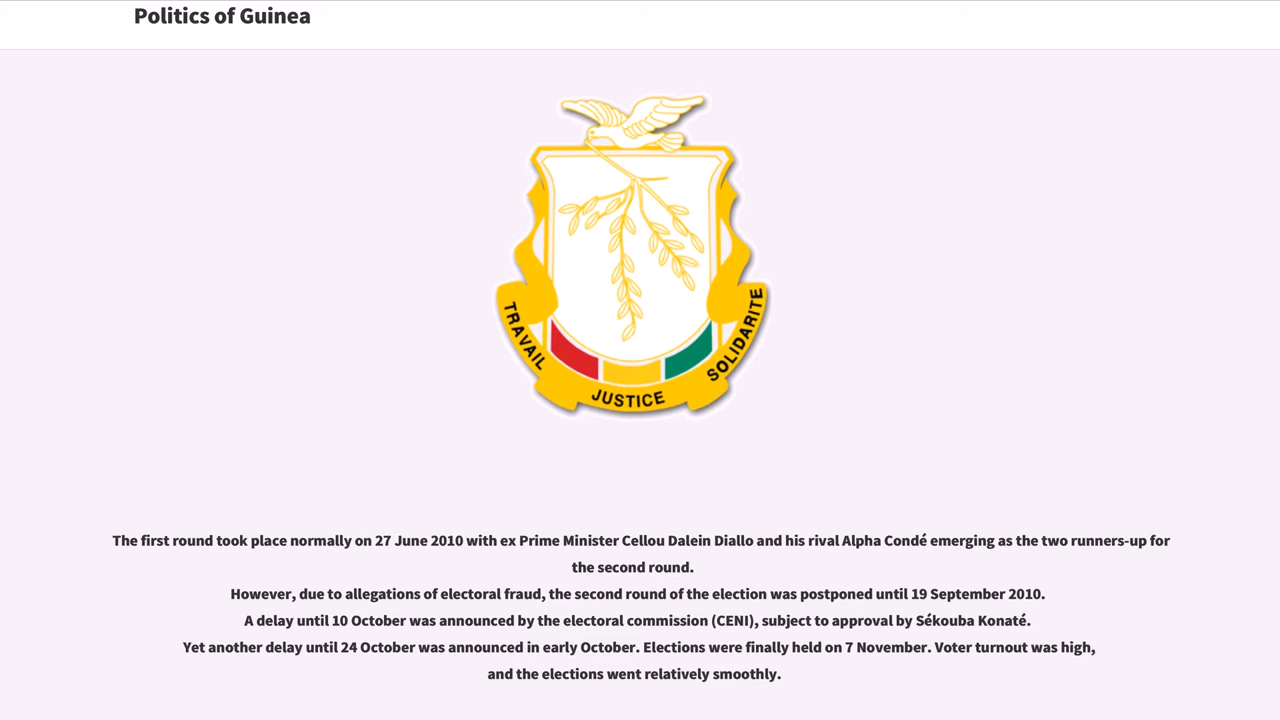 Politics of Guinea
TRAVAIL
JUSTICE
SOLIDARITE
The first round took place normally on 27 June 2010 with ex Prime Minister Cellou Dalein Diallo and his rival Alpha Condé emerging as the two runners-up for
the second round.
However, due to allegations of electoral fraud, the second round of the election was postponed until 19 September 2010.
A delay until 10 October was announced by the electoral commission (CENI), subject to approval by Sékouba Konaté.
Yet another delay until 24 October was announced in early October. Elections were finally held on 7 November. Voter turnout was high,
and the elections went relatively smoothly.